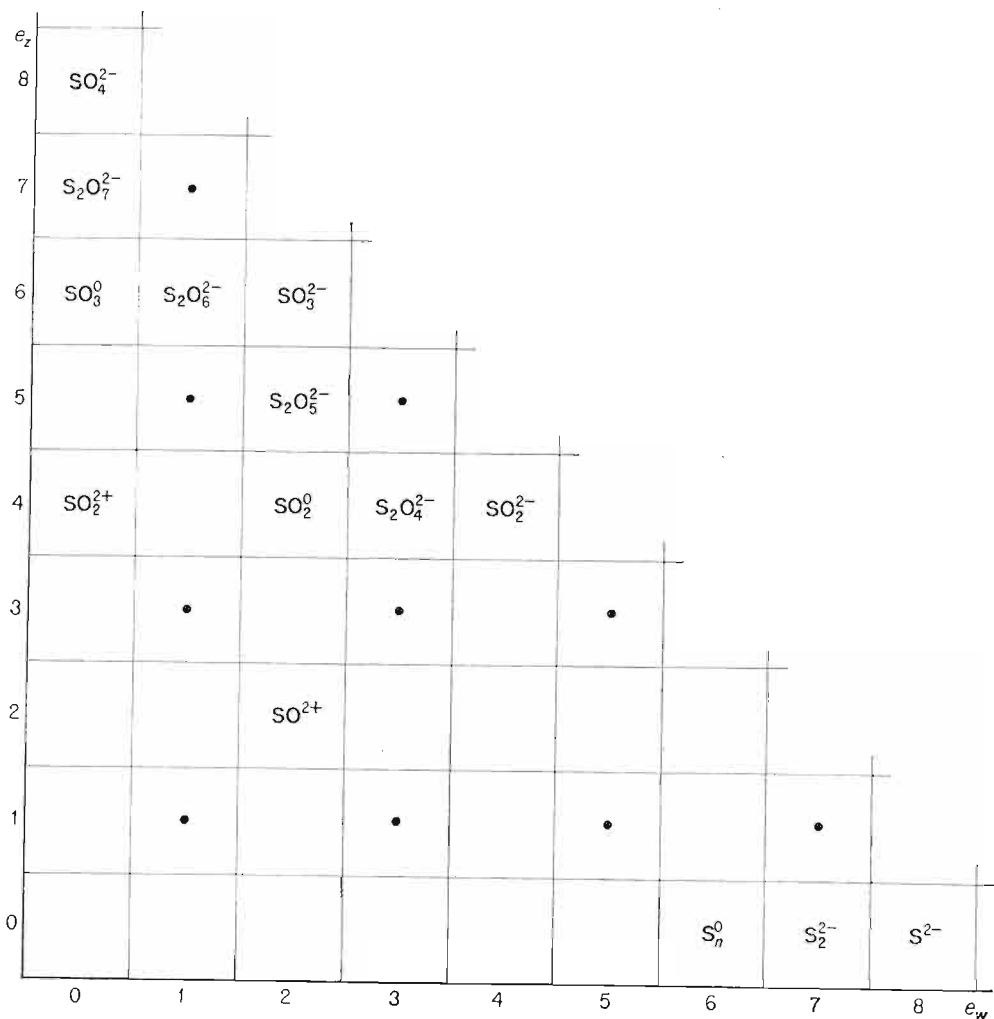 e_z
8 SO₄²⁻
7 S₂O₇²⁻ •
6 SO₃⁰ S₂O₆²⁻ SO₃²⁻
5 • S₂O₅²⁻ •
4 SO₂²⁺ SO₂⁰ S₂O₄²⁻ SO₂²⁻
3 • • •
2 SO²⁺
1 • • • •
0 Sₙ⁰ S₂²⁻ S²⁻
0 1 2 3 4 5 6 7 8 e_w